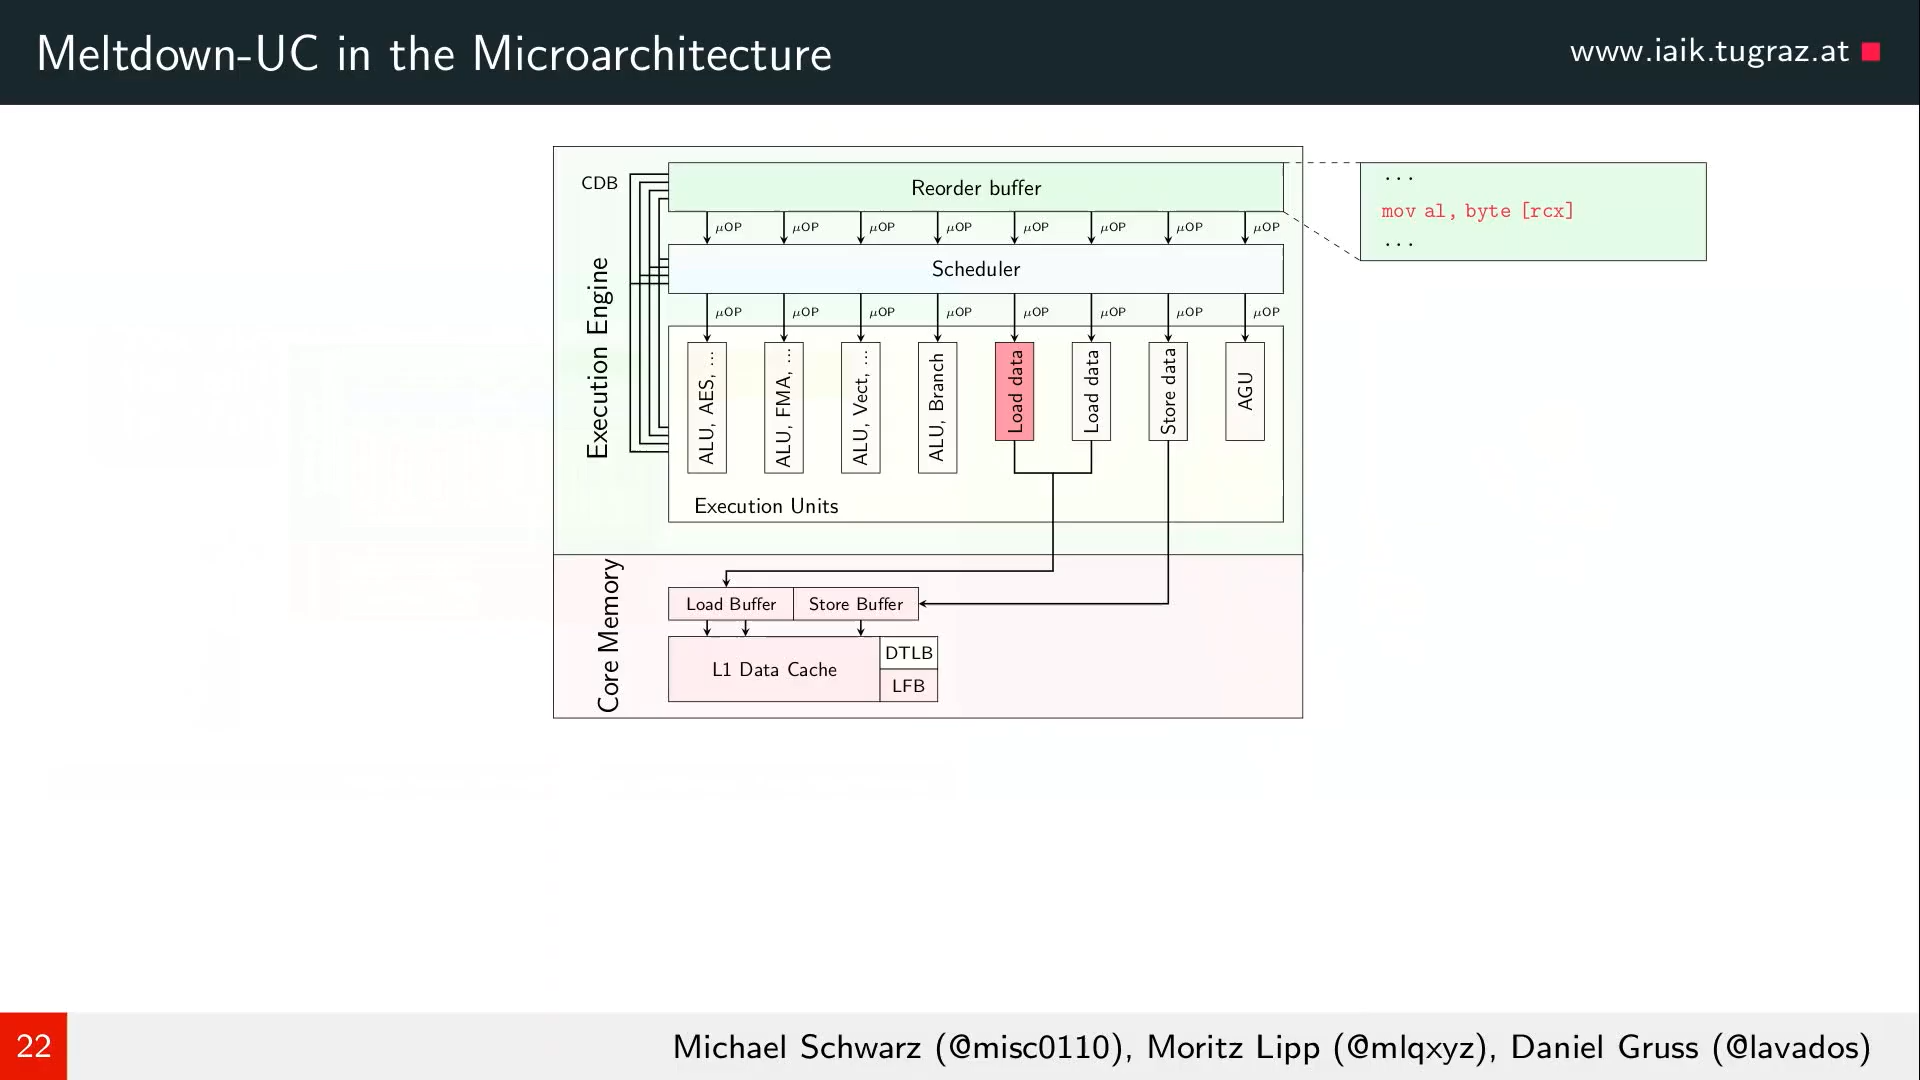 Meltdown-UC in the Microarchitecture
www.iaik.tugraz.at
CDB
Reorder buffer
...
mov al, byte [rcx]
...
μOP μOP μOP μOP μOP μOP μOP μOP
Scheduler
μOP μOP μOP μOP μOP μOP μOP μOP
Execution Engine
ALU, AES, ...
ALU, FMA, ...
ALU, Vect, ...
ALU, Branch
Load data
Load data
Store data
AGU
Execution Units
Core Memory
Load Buffer
Store Buffer
L1 Data Cache
DTLB
LFB
22
Michael Schwarz (@misc0110), Moritz Lipp (@mlqxyz), Daniel Gruss (@lavados)